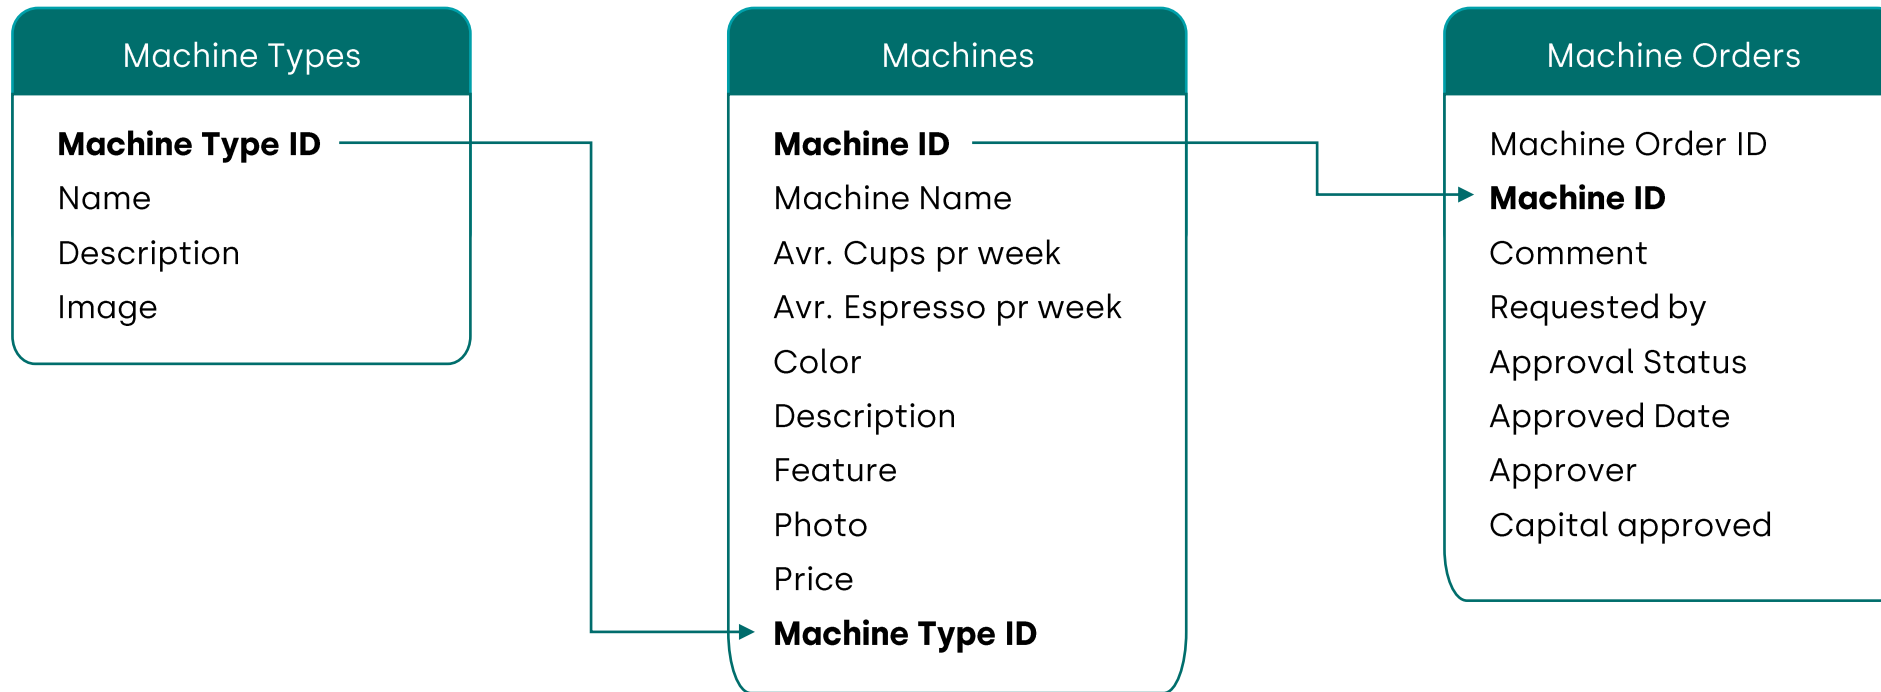 Machine Types
Machine Type ID
Name
Description
Image
Machines
Machine ID
Machine Name
Avr. Cups pr week
Avr. Espresso pr week
Color
Description
Feature
Photo
Price
Machine Type ID
Machine Orders
Machine Order ID
Machine ID
Comment
Requested by
Approval Status
Approved Date
Approver
Capital approved